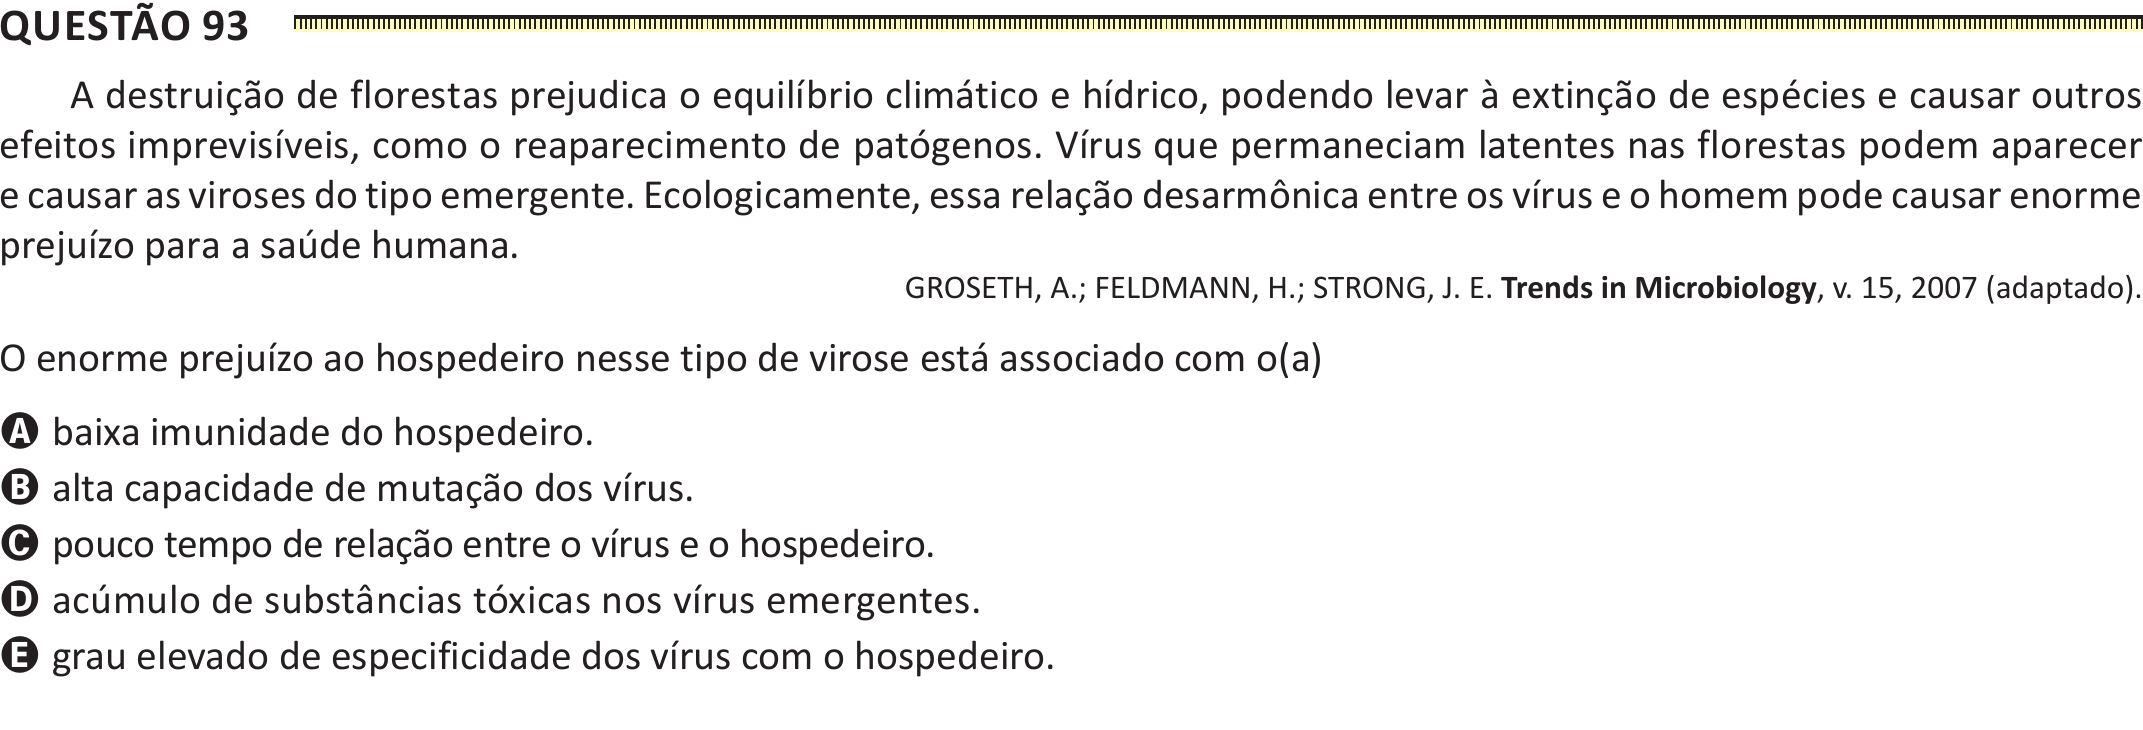 QUESTÃO 93
A destruição de florestas prejudica o equilíbrio climático e hídrico, podendo levar à extinção de espécies e causar outros
efeitos imprevisíveis, como o reaparecimento de patógenos. Vírus que permaneciam latentes nas florestas podem aparecer
e causar as viroses do tipo emergente. Ecologicamente, essa relação desarmônica entre os vírus e o homem pode causar enorme
prejuízo para a saúde humana.
GROSETH, A.; FELDMANN, H.; STRONG, J. E. Trends in Microbiology, v. 15, 2007 (adaptado).
O enorme prejuízo ao hospedeiro nesse tipo de virose está associado com o(a)
A baixa imunidade do hospedeiro.
B alta capacidade de mutação dos vírus.
C pouco tempo de relação entre o vírus e o hospedeiro.
D acúmulo de substâncias tóxicas nos vírus emergentes.
E grau elevado de especificidade dos vírus com o hospedeiro.